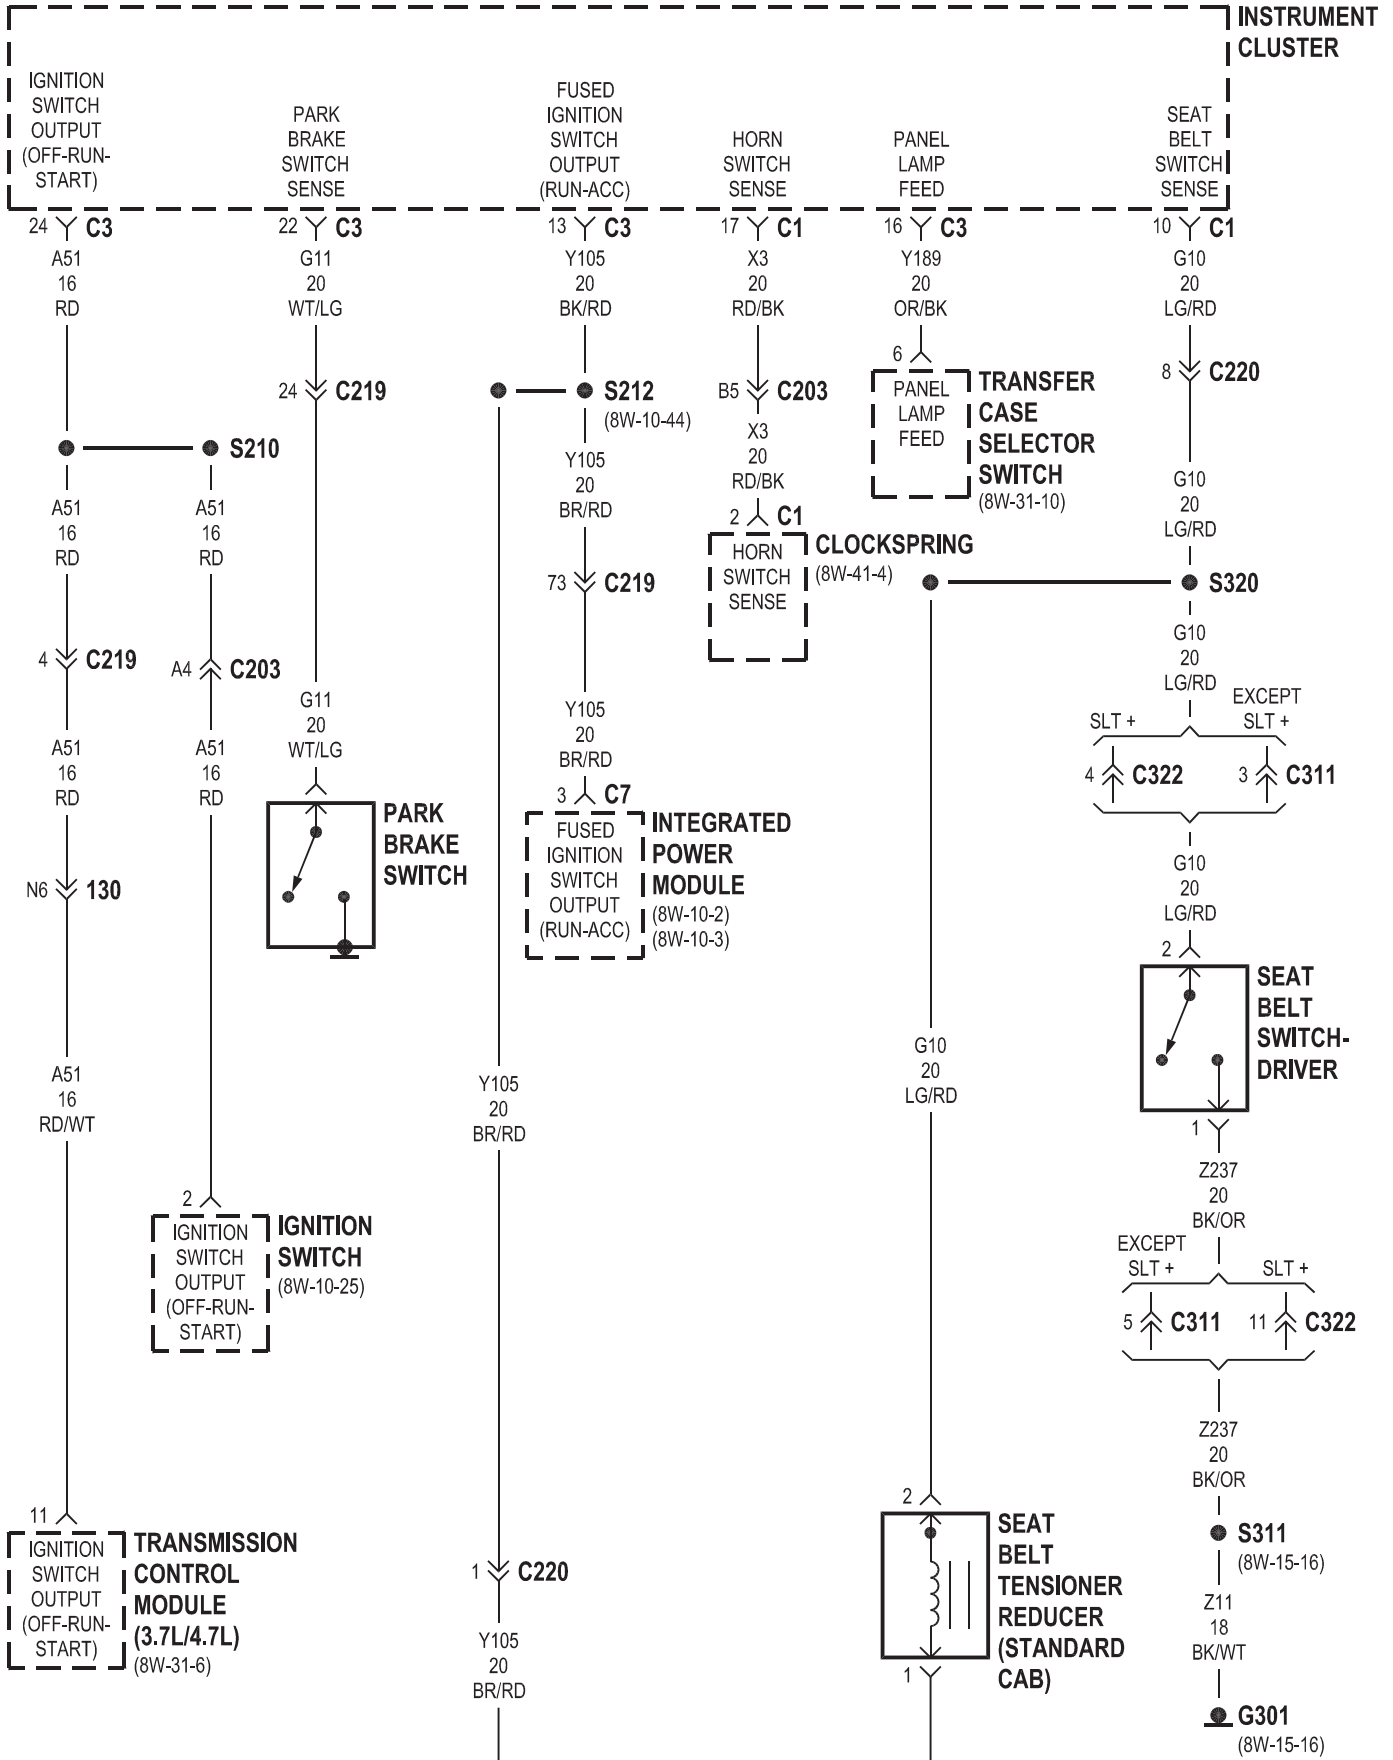 INSTRUMENT
CLUSTER
IGNITION
SWITCH
OUTPUT
(OFF-RUN-
START)
PARK
BRAKE
SWITCH
SENSE
FUSED
IGNITION
SWITCH
OUTPUT
(RUN-ACC)
HORN
SWITCH
SENSE
PANEL
LAMP
FEED
SEAT
BELT
SWITCH
SENSE
24 C3
22 C3
13 C3
17 C1
16 C3
10 C1
A51
16
RD
G11
20
WT/LG
Y105
20
BK/RD
X3
20
RD/BK
Y189
20
OR/BK
G10
20
LG/RD
24 C219
S212
(8W-10-44)
B5 C203
6
PANEL
LAMP
FEED
TRANSFER
CASE
SELECTOR
SWITCH
(8W-31-10)
8 C220
S210
Y105
20
BR/RD
X3
20
RD/BK
G10
20
LG/RD
A51
16
RD
A51
16
RD
2 C1
HORN
SWITCH
SENSE
CLOCKSPRING
(8W-41-4)
73 C219
S320
4 C219
A4 C203
G11
20
WT/LG
Y105
20
BR/RD
G10
20
LG/RD
SLT +
EXCEPT
SLT +
4 C322
3 C311
A51
16
RD
A51
16
RD
3 C7
PARK
BRAKE
SWITCH
FUSED
IGNITION
SWITCH
OUTPUT
(RUN-ACC)
INTEGRATED
POWER
MODULE
(8W-10-2)
(8W-10-3)
G10
20
LG/RD
N6 130
2
SEAT
BELT
SWITCH-
DRIVER
1
A51
16
RD/WT
Y105
20
BR/RD
G10
20
LG/RD
Z237
20
BK/OR
2
IGNITION
SWITCH
OUTPUT
(OFF-RUN-
START)
IGNITION
SWITCH
(8W-10-25)
EXCEPT
SLT +
SLT +
5 C311
11 C322
Z237
20
BK/OR
11
IGNITION
SWITCH
OUTPUT
(OFF-RUN-
START)
TRANSMISSION
CONTROL
MODULE
(3.7L/4.7L)
(8W-31-6)
1 C220
Y105
20
BR/RD
2
SEAT
BELT
TENSIONER
REDUCER
(STANDARD
CAB)
1
S311
(8W-15-16)
Z11
18
BK/WT
G301
(8W-15-16)